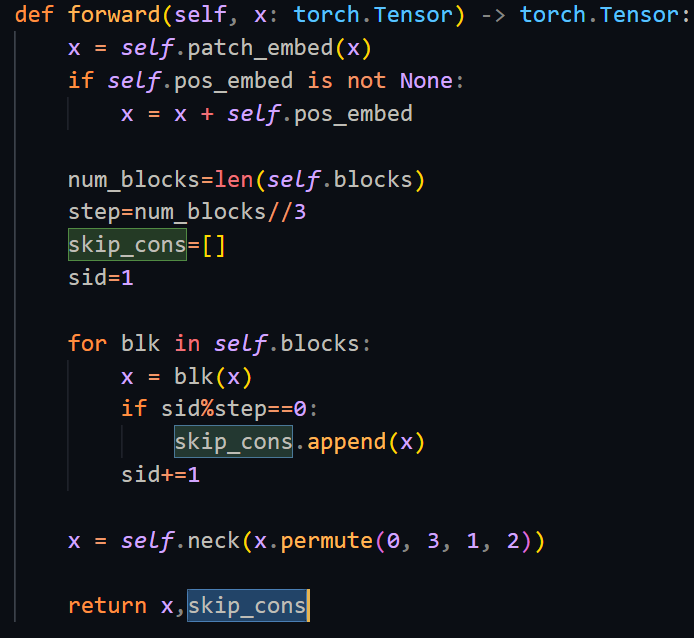 def forward(self, x: torch.Tensor) -> torch.Tensor:
    x = self.patch_embed(x)
    if self.pos_embed is not None:
        x = x + self.pos_embed

    num_blocks=len(self.blocks)
    step=num_blocks//3
    skip_cons=[]
    sid=1

    for blk in self.blocks:
        x = blk(x)
        if sid%step==0:
            skip_cons.append(x)
        sid+=1

    x = self.neck(x.permute(0, 3, 1, 2))

    return x,skip_cons